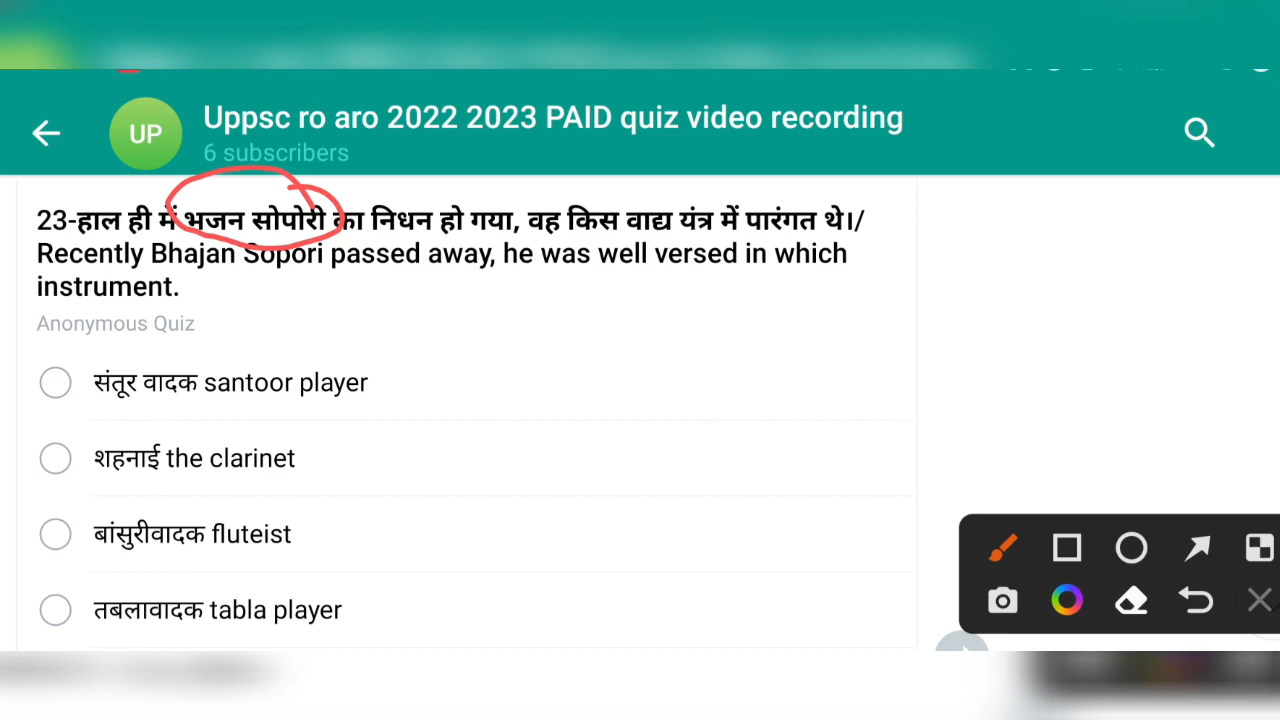 Uppsc ro aro 2022 2023 PAID quiz video recording
UP
6 subscribers
23-हाल ही में भजन सोपोरी का निधन हो गया, वह किस वाद्य यंत्र में पारंगत थे।/
Recently Bhajan Sopori passed away, he was well versed in which
instrument.
Anonymous Quiz
संतूर वादक santoor player
शहनाई the clarinet
बांसुरीवादक fluteist
तबलावादक tabla player